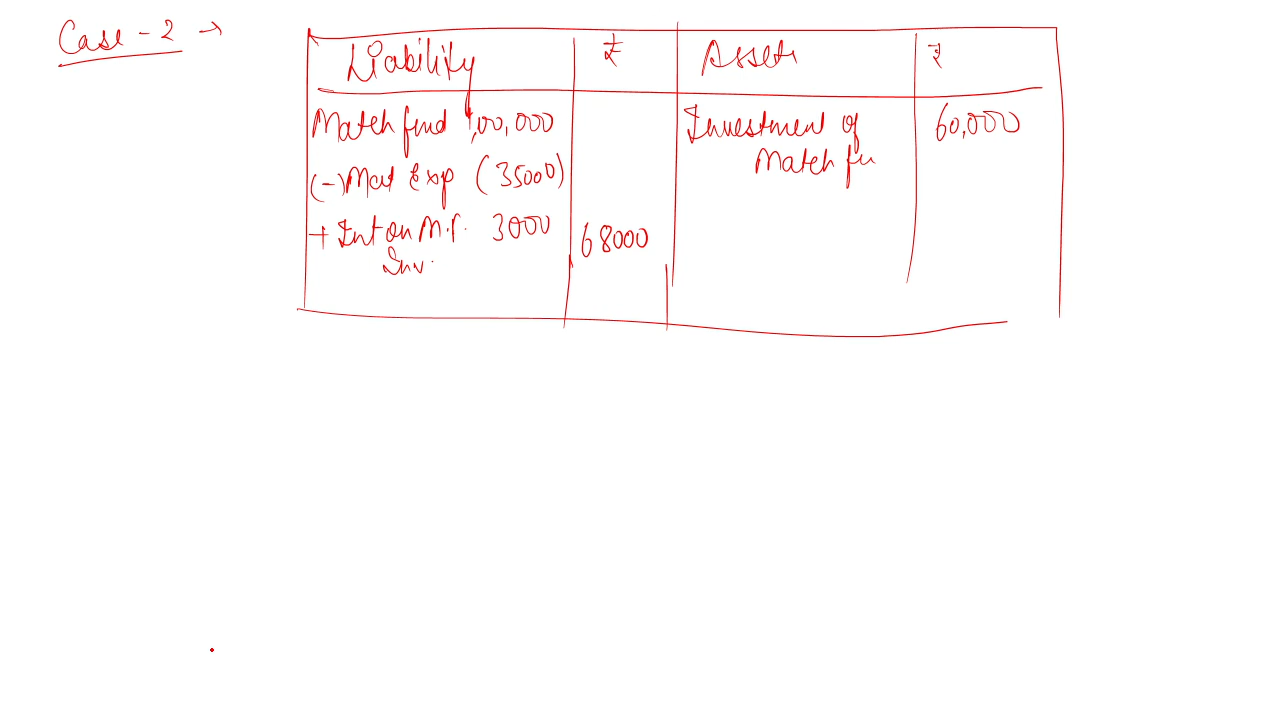 Case - 2 →
Liability ₹ Assets ₹
Match fund 1,00,000 Investment of 60,000
Match fu
(-) Mat Exp (35000)
+ Int on M.F. 3000 68000
Inv.